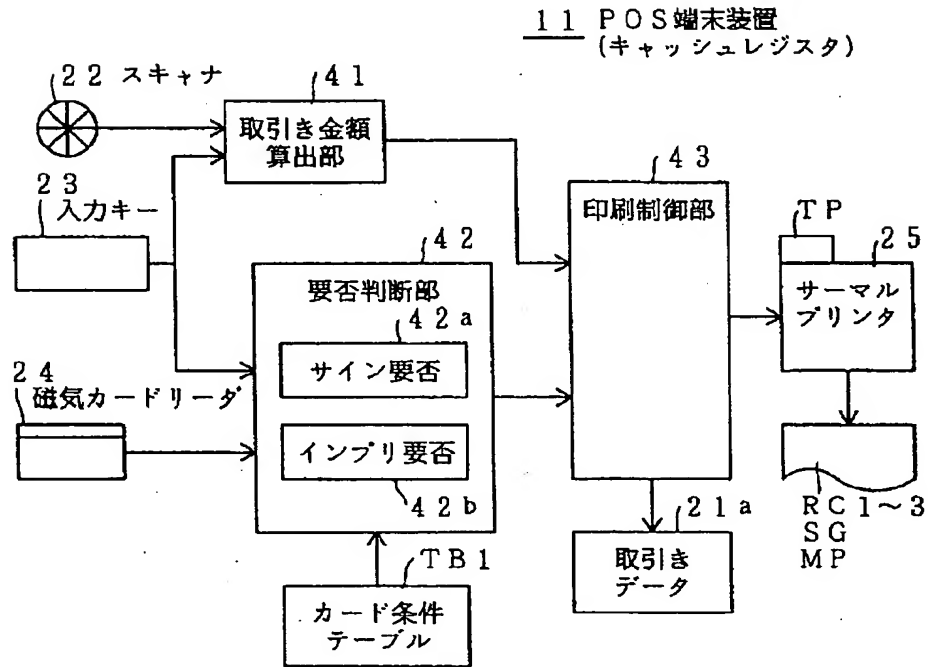 11 POS端末装置
(キャッシュレジスタ)
22 スキャナ
41
取引き金額
算出部
23
入力キー
43
印刷制御部
TP
25
サーマル
プリンタ
42
要否判断部
42a
サイン要否
24
磁気カードリーダ
インプリ要否
42b
RC1~3
SG
MP
21a
取引き
データ
TB1
カード条件
テーブル